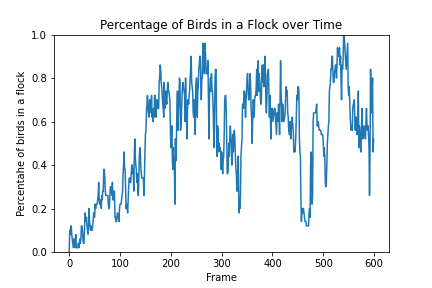 Percentage of Birds in a Flock over Time
Percentahe of birds in a flock
1.0
0.8
0.6
0.4
0.2
0.0
0 100 200 300 400 500 600
Frame